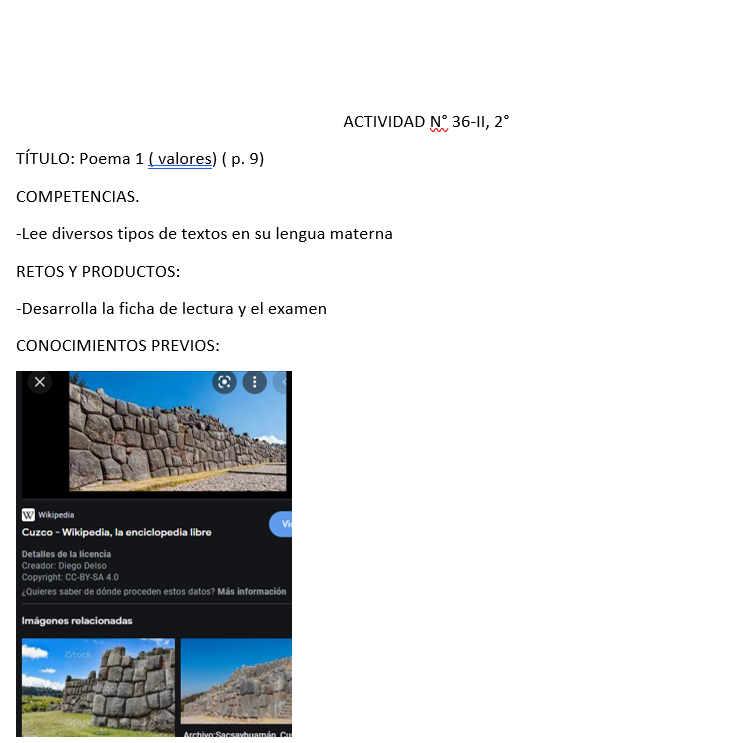 ACTIVIDAD N° 36-II, 2°
TÍTULO: Poema 1 ( valores) ( p. 9)
COMPETENCIAS.
-Lee diversos tipos de textos en su lengua materna
RETOS Y PRODUCTOS:
-Desarrolla la ficha de lectura y el examen
CONOCIMIENTOS PREVIOS:
W Wikipedia
Cuzco - Wikipedia, la enciclopedia libre
Detalles de la licencia
Creador: Diego Delso
Copyright: CC-BY-SA 4.0
¿Quieres saber de dónde proceden estos datos? Más información
Imágenes relacionadas
iStock
Archivo:Sacsayhuamán, Cu